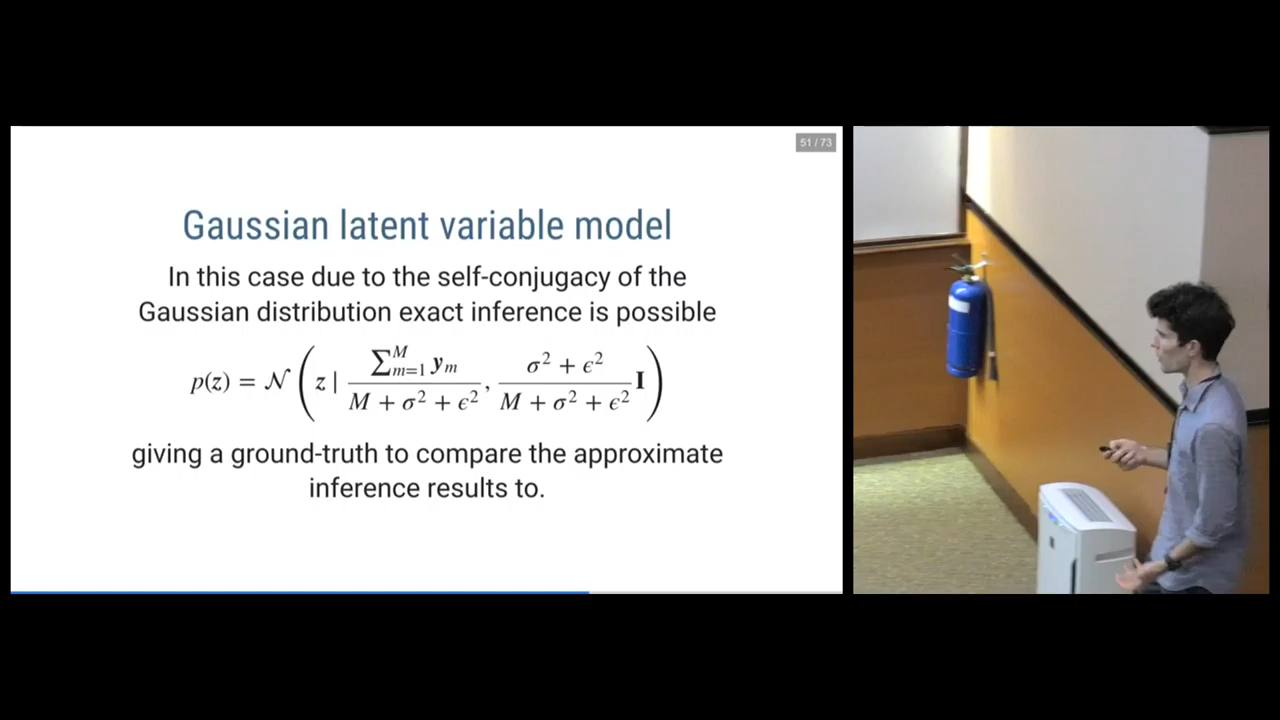 51 / 73
Gaussian latent variable model
In this case due to the self-conjugacy of the
Gaussian distribution exact inference is possible
p(z) = 𝒩 ( z | ∑_{m=1}^{M} y_m / (M + σ² + ϵ²), (σ² + ϵ²) / (M + σ² + ϵ²) I )
giving a ground-truth to compare the approximate
inference results to.